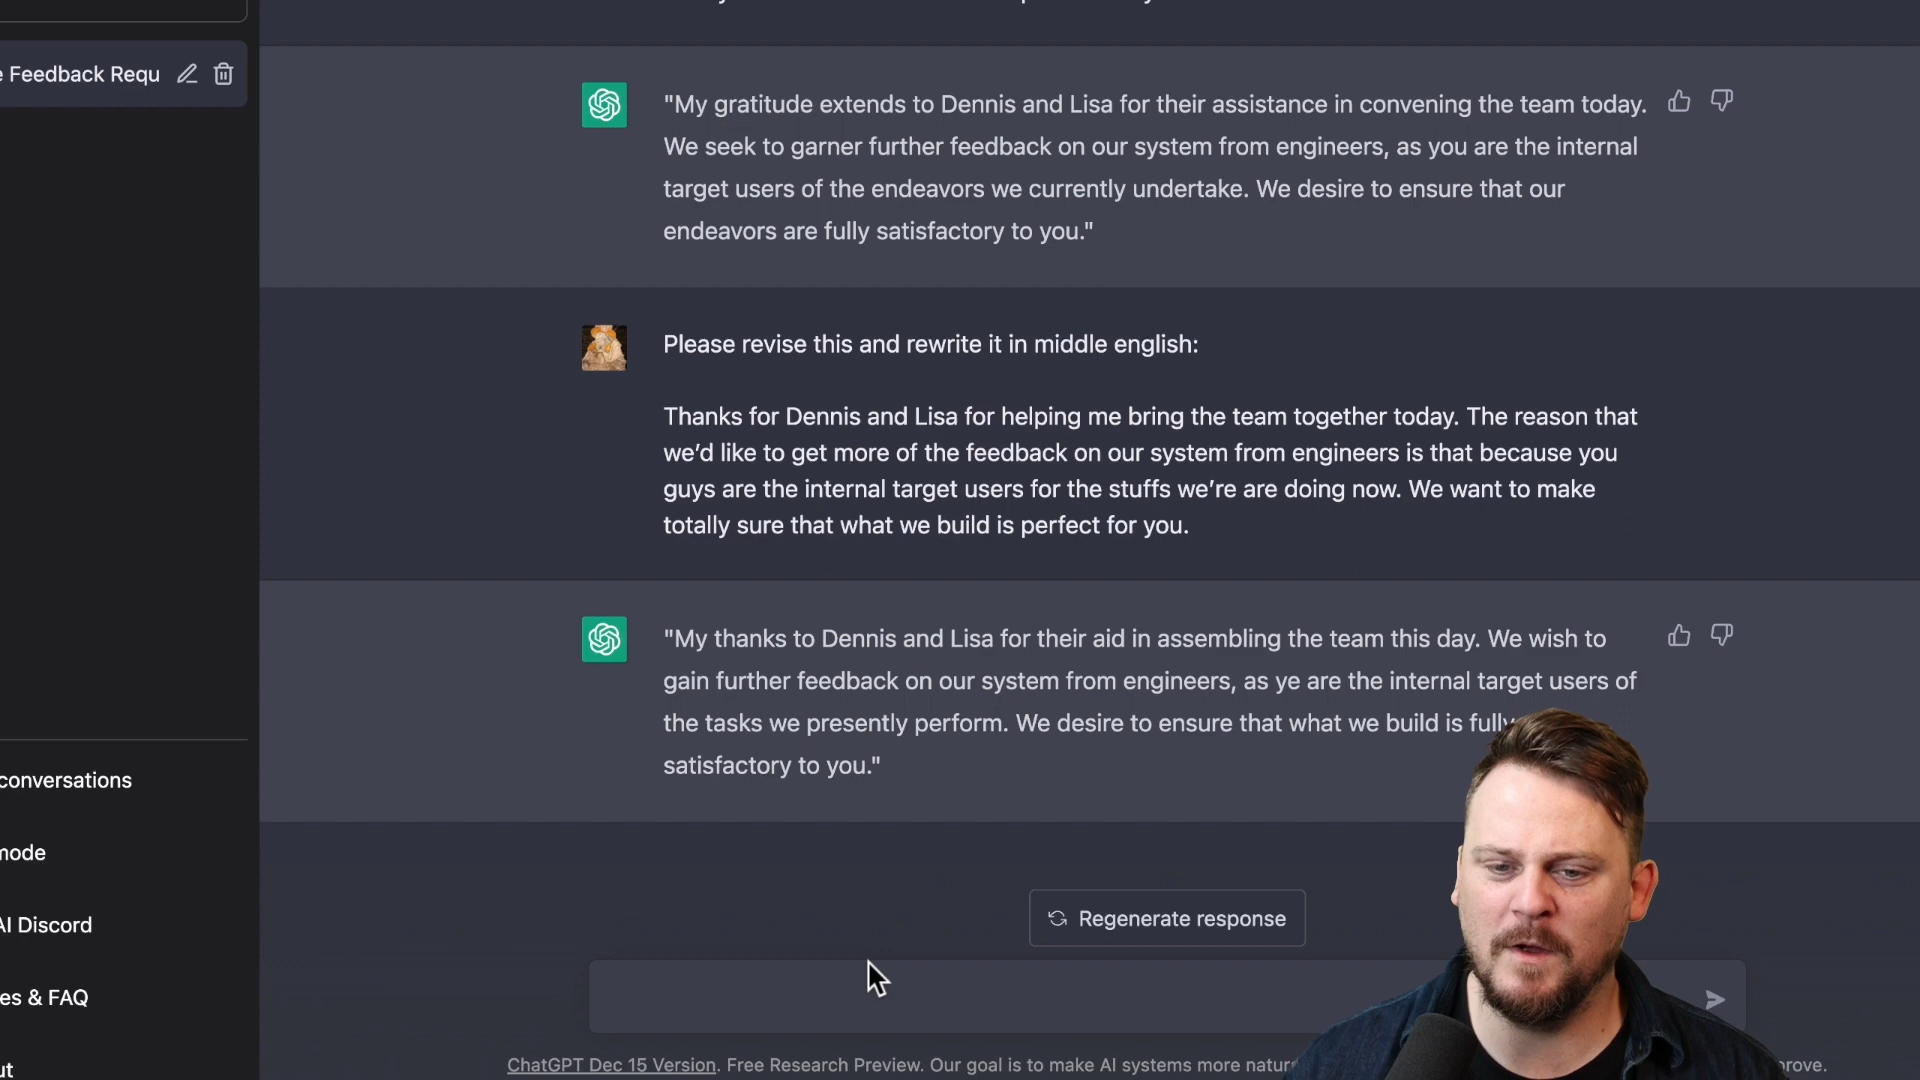 e Feedback Requ
"My gratitude extends to Dennis and Lisa for their assistance in convening the team today.
We seek to garner further feedback on our system from engineers, as you are the internal
target users of the endeavors we currently undertake. We desire to ensure that our
endeavors are fully satisfactory to you."
Please revise this and rewrite it in middle english:
Thanks for Dennis and Lisa for helping me bring the team together today. The reason that
we'd like to get more of the feedback on our system from engineers is that because you
guys are the internal target users for the stuffs we're are doing now. We want to make
totally sure that what we build is perfect for you.
"My thanks to Dennis and Lisa for their aid in assembling the team this day. We wish to
gain further feedback on our system from engineers, as ye are the internal target users of
the tasks we presently perform. We desire to ensure that what we build is fully
satisfactory to you."
conversations
mode
AI Discord
es & FAQ
ut
Regenerate response
ChatGPT Dec 15 Version. Free Research Preview. Our goal is to make AI systems more natur
prove.